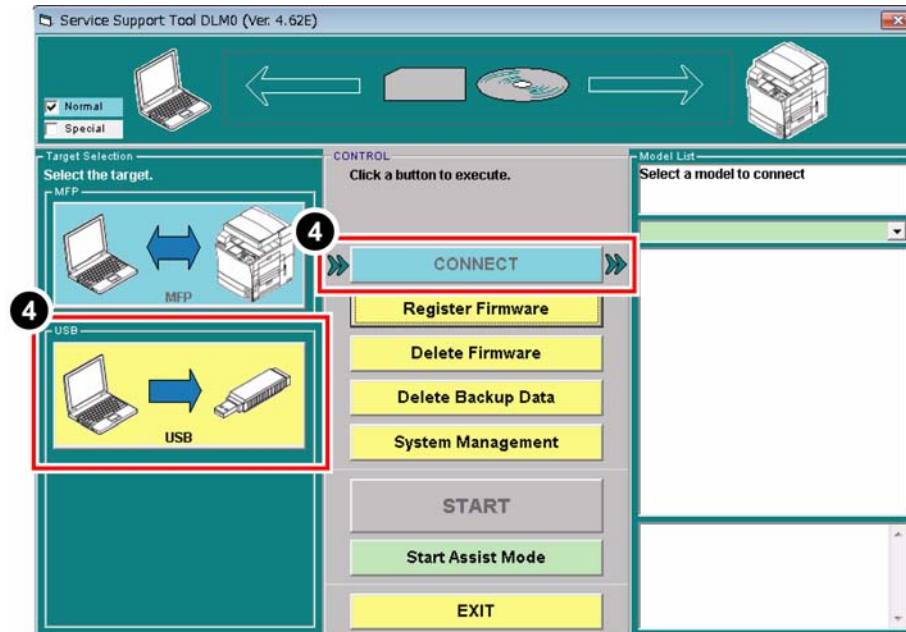 Service Support Tool DLM0 (Ver. 4.62E)
Normal
Special
Target Selection
Select the target.
MFP
MFP
4
USB
USB
CONTROL
Click a button to execute.
4
CONNECT
Register Firmware
Delete Firmware
Delete Backup Data
System Management
START
Start Assist Mode
EXIT
Model List
Select a model to connect